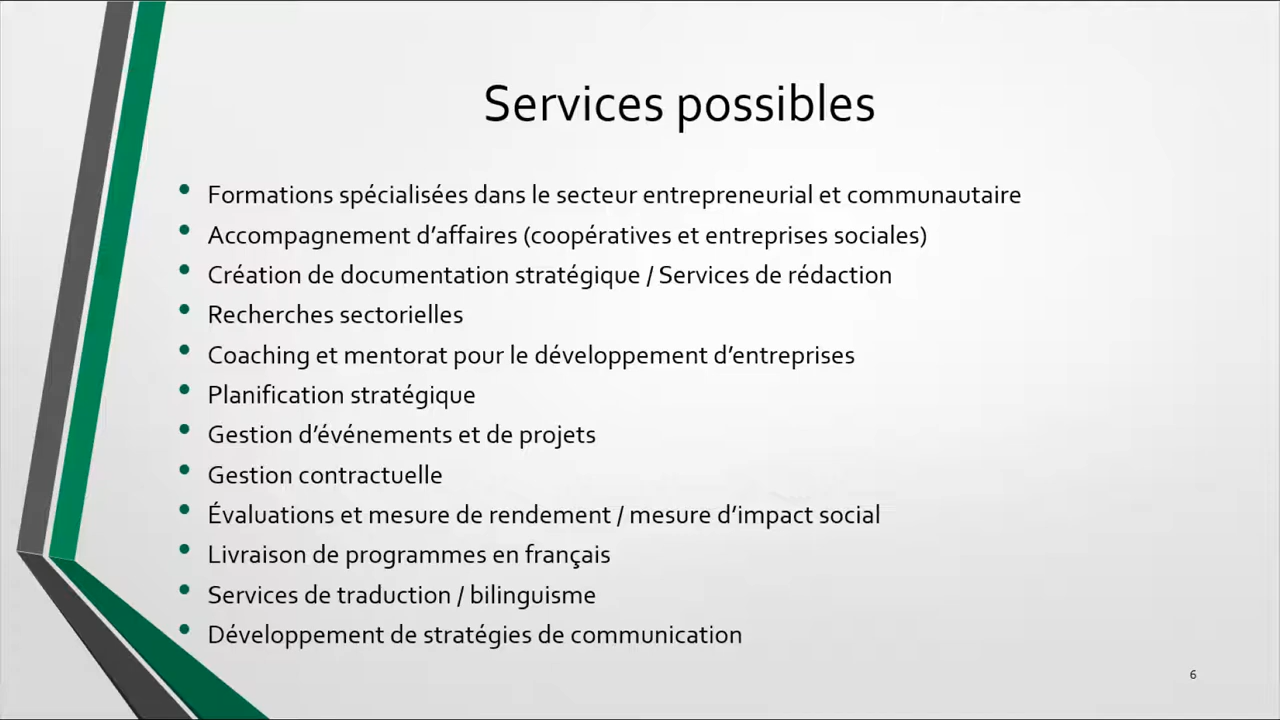 Services possibles
• Formations spécialisées dans le secteur entrepreneurial et communautaire
• Accompagnement d’affaires (coopératives et entreprises sociales)
• Création de documentation stratégique / Services de rédaction
• Recherches sectorielles
• Coaching et mentorat pour le développement d’entreprises
• Planification stratégique
• Gestion d’événements et de projets
• Gestion contractuelle
• Évaluations et mesure de rendement / mesure d’impact social
• Livraison de programmes en français
• Services de traduction / bilinguisme
• Développement de stratégies de communication
6